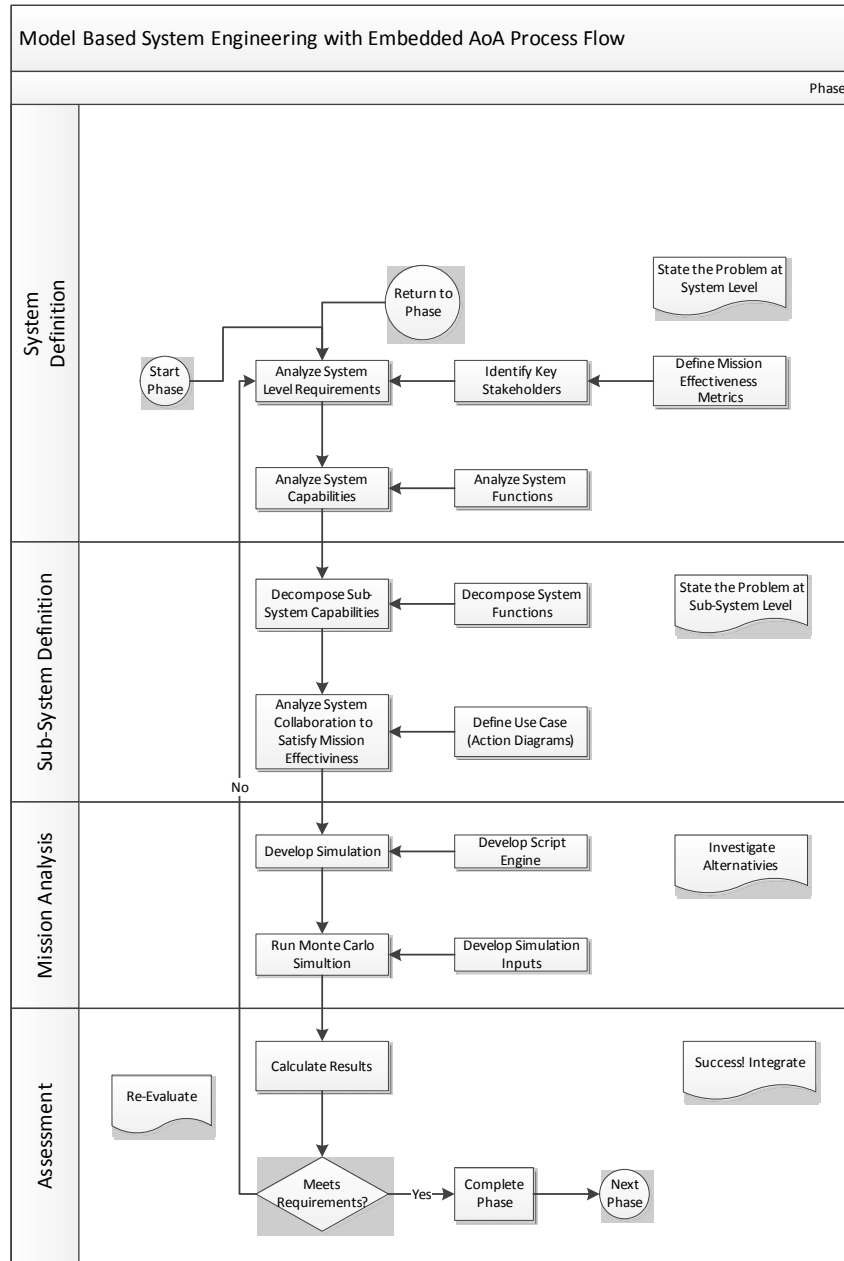 Model Based System Engineering with Embedded AoA Process Flow
Phase
System
Definition
Return to
Phase
State the Problem at
System Level
Start
Phase
Analyze System
Level Requirements
Identify Key
Stakeholders
Define Mission
Effectiveness
Metrics
Analyze System
Capabilities
Analyze System
Functions
Sub-System Definition
Decompose Sub-
System Capabilities
Decompose System
Functions
State the Problem at
Sub-System Level
Analyze System
Collaboration to
Satisfy Mission
Effectiviness
Define Use Case
(Action Diagrams)
No
Mission Analysis
Develop Simulation
Develop Script
Engine
Investigate
Alternativies
Run Monte Carlo
Simultion
Develop Simulation
Inputs
Assessment
Calculate Results
Success! Integrate
Re-Evaluate
Meets
Requirements?
Yes
Complete
Phase
Next
Phase